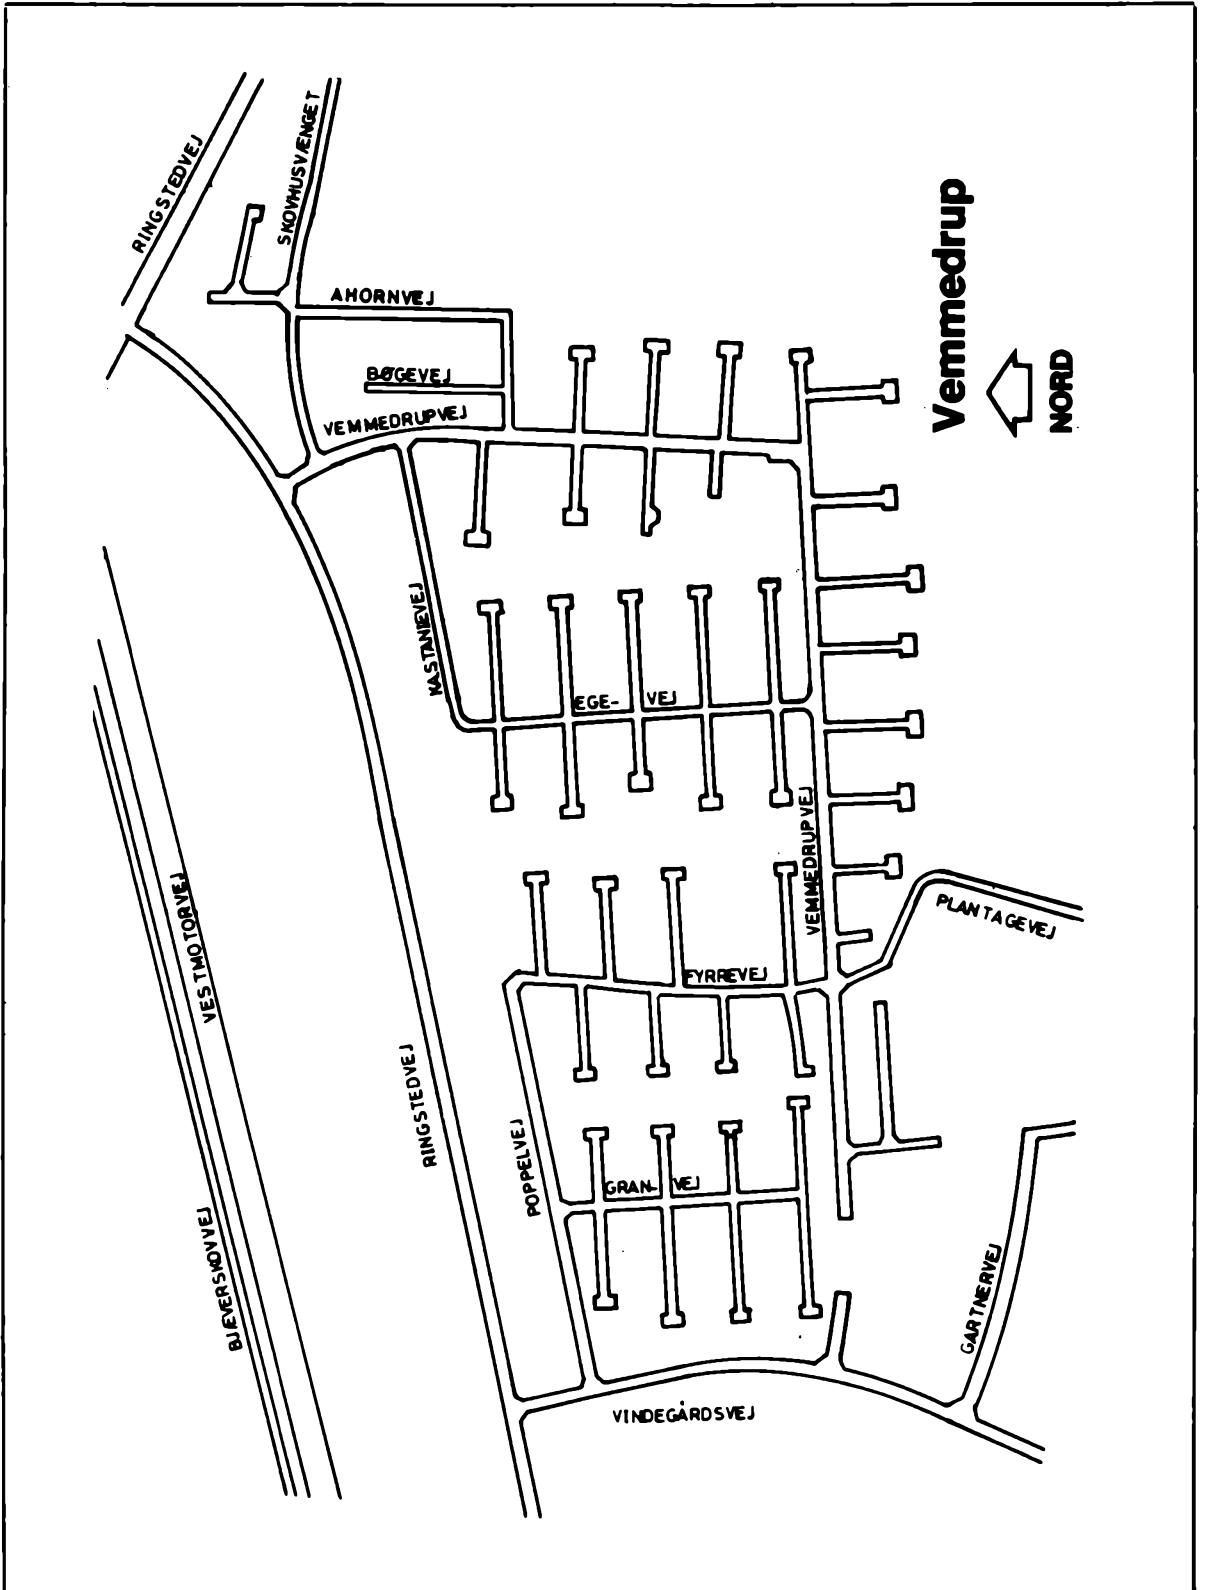 RINGSTEDVEJ
SKOVHUSVÆNGET
AHORNVEJ
BØGEVEJ
VEMMEDRUPVEJ
Vemmedrup
NORD
KASTANIEVEJ
EGE- VEJ
VEMMEDRUPVEJ
VESTMOTORVEJ
PLANTAGEVEJ
FYRREVEJ
RINGSTEDVEJ
POPPELVEJ
GRAN- VEJ
BJÆVERSKOVVEJ
GARTNERVEJ
VINDEGÅRDSVEJ